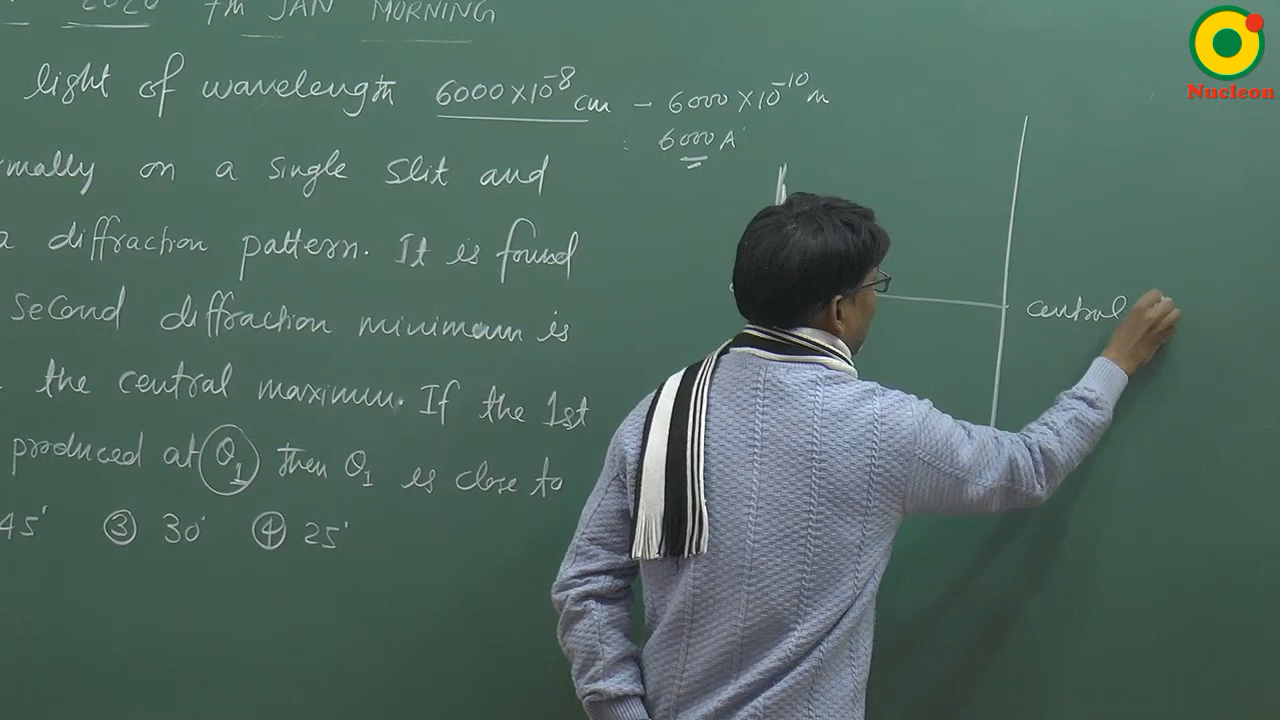 2020 7th JAN MORNING
light of wavelength 6000×10⁻⁸ cm – 6000×10⁻¹⁰ m
: 6000 A°
mally on a single slit and
a diffraction pattern. It is found
second diffraction minimum is
the central maximum. If the 1st
produced at θ₁ then θ₁ is close to
45° ③ 30° ④ 25°
central
Nucleon